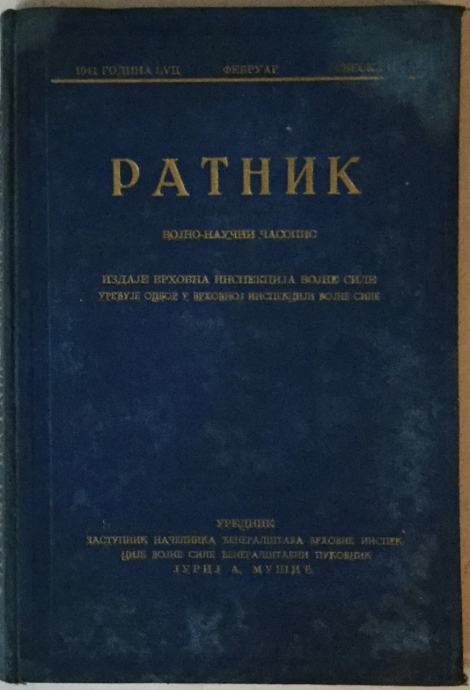 1941 ГОДИНА LVII ФЕБРУАР
РАТНИК
ВОЈНО-НАУЧНИ ЧАСОПИС
ИЗДАЈЕ ВРХОВНА ИНСПЕКЦИЈА ВОЈНЕ СИЛЕ
УРЕЂУЈЕ ОДБОР У ВРХОВНОЈ ИНСПЕКЦИЈИ ВОЈНЕ СИЛЕ
УРЕДНИК
ЗАСТУПНИК НАЧЕЛНИКА ЂЕНЕРАЛШТАБА ВРХОВНЕ ИНСПЕК.
ЦИЈЕ ВОЈНЕ СИЛЕ ЂЕНЕРАЛШТАБНИ ПУКОВНИК
ЈУРИЈ А. МУШИЋ